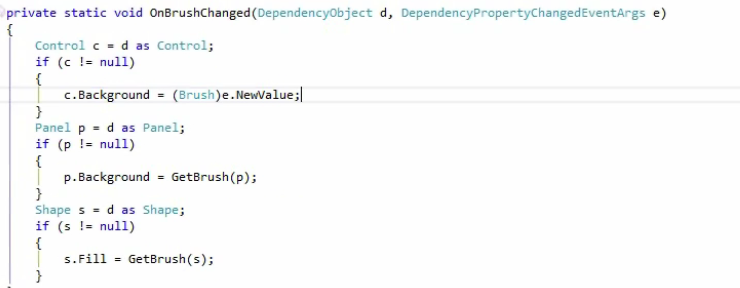 private static void OnBrushChanged(DependencyObject d, DependencyPropertyChangedEventArgs e)
{
Control c = d as Control;
if (c != null)
{
c.Background = (Brush)e.NewValue;
}
Panel p = d as Panel;
if (p != null)
{
p.Background = GetBrush(p);
}
Shape s = d as Shape;
if (s != null)
{
s.Fill = GetBrush(s);
}